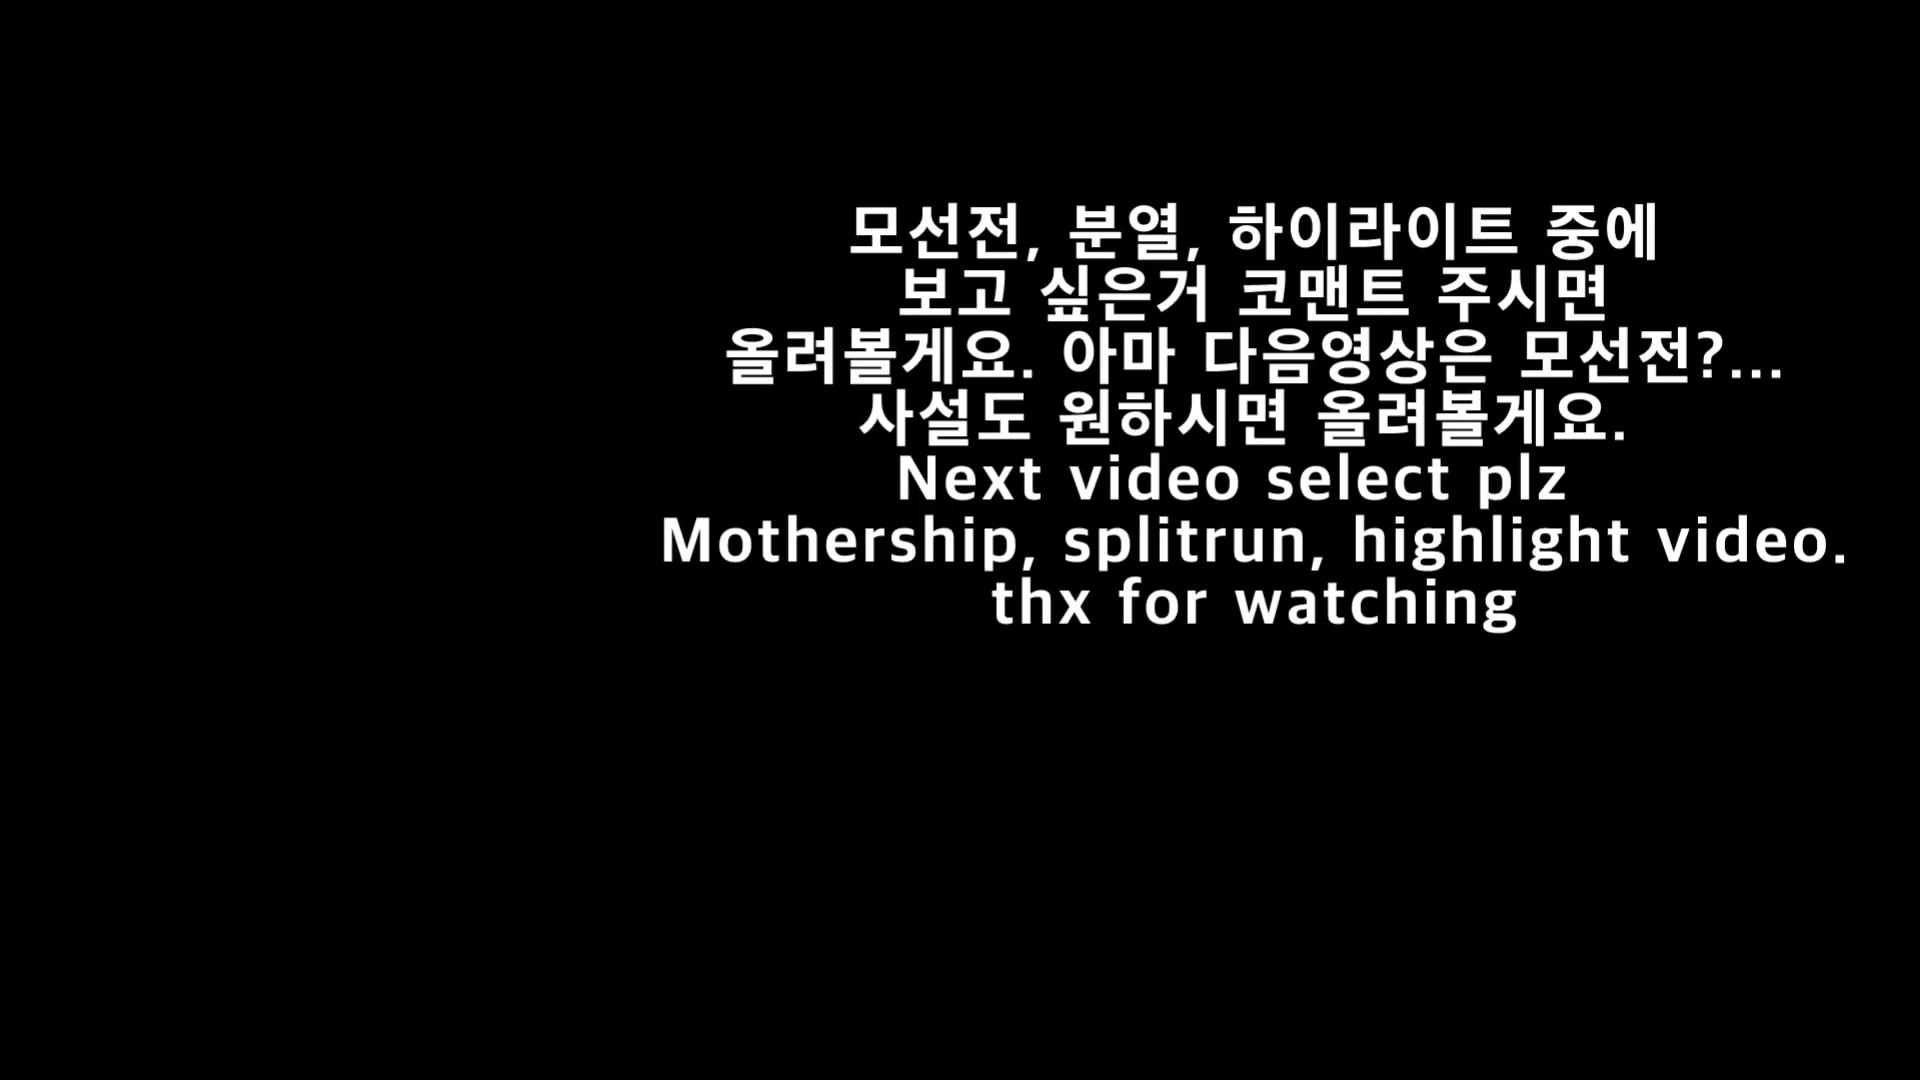 모선전, 분열, 하이라이트 중에
보고 싶은거 코맨트 주시면
올려볼게요. 아마 다음영상은 모선전?...
사설도 원하시면 올려볼게요.
Next video select plz
Mothership, splitrun, highlight video.
thx for watching